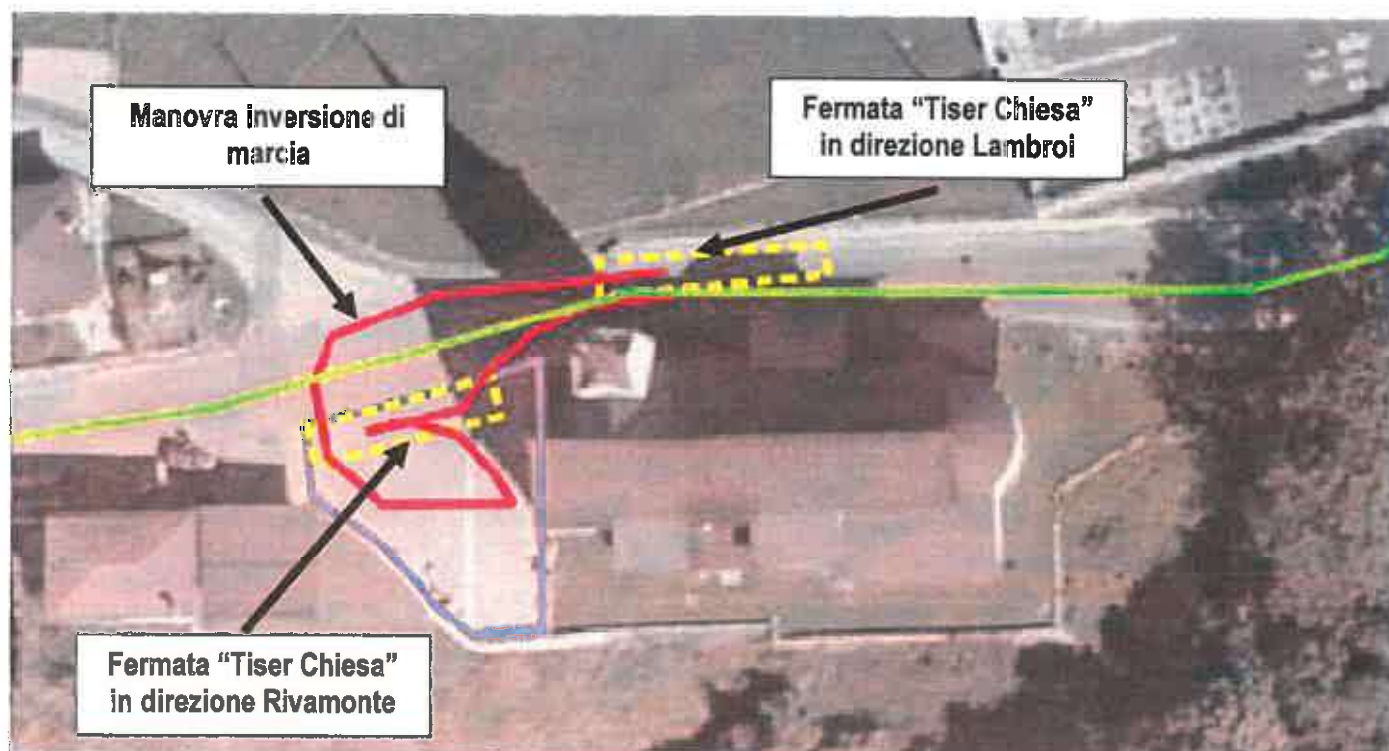 Manovra inversione di
marcia
Fermata “Tiser Chiesa”
in direzione Lambroi
Fermata “Tiser Chiesa”
in direzione Rivamonte